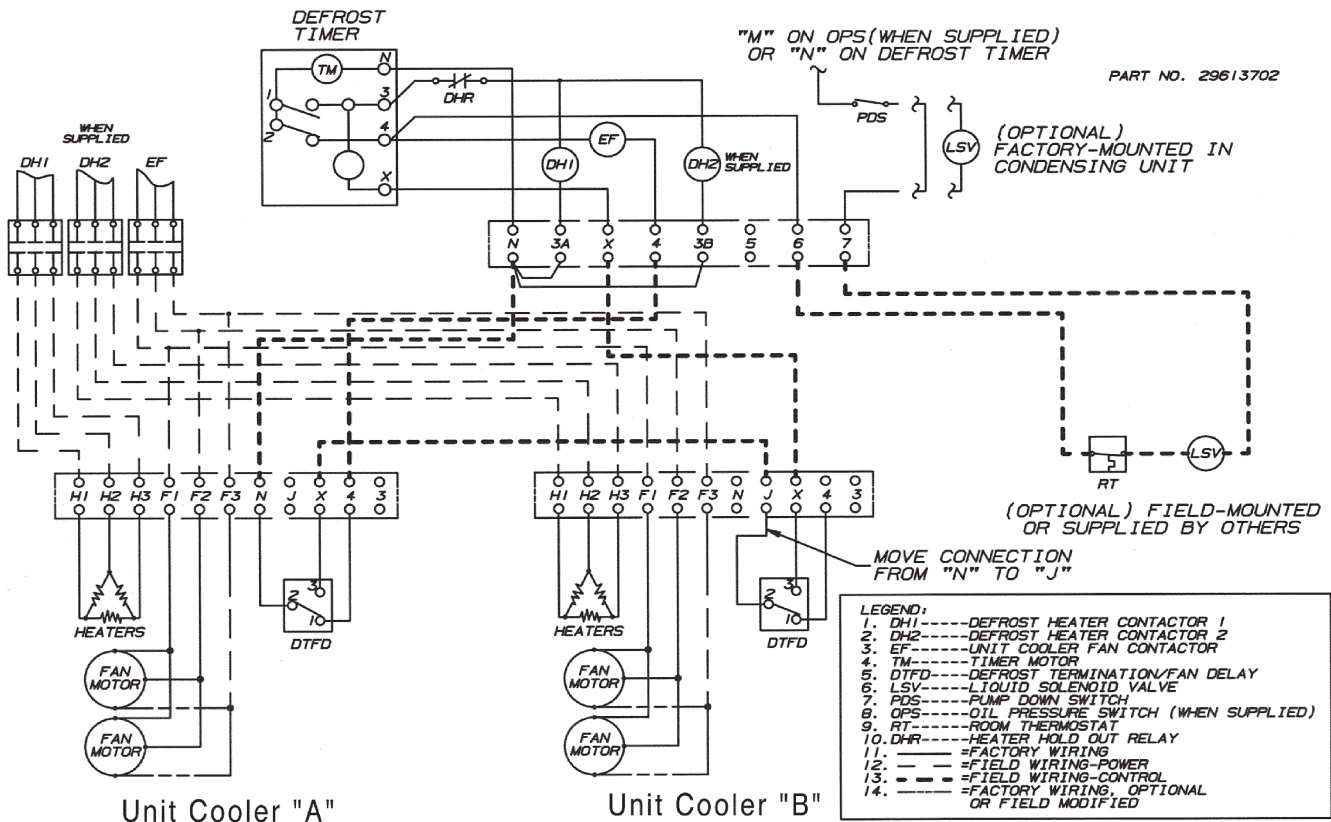 DEFROST
TIMER
"M" ON OPS(WHEN SUPPLIED)
OR "N" ON DEFROST TIMER
PART NO. 29613702
TM
N
3
4
X
1
2
DHR
EF
DH1
DH2
WHEN
SUPPLIED
PDS
LSV
(OPTIONAL)
FACTORY-MOUNTED IN
CONDENSING UNIT
WHEN
SUPPLIED
DH1
DH2
EF
N
3A
X
4
3B
5
6
7
RT
LSV
(OPTIONAL) FIELD-MOUNTED
OR SUPPLIED BY OTHERS
H1
H2
H3
F1
F2
F3
N
J
X
4
3
H1
H2
H3
F1
F2
F3
N
J
X
4
3
MOVE CONNECTION
FROM "N" TO "J"
HEATERS
3
2
1
DTFD
HEATERS
3
2
1
DTFD
FAN
MOTOR
FAN
MOTOR
FAN
MOTOR
FAN
MOTOR
Unit Cooler "A"
Unit Cooler "B"
LEGEND:
1. DH1-----DEFROST HEATER CONTACTOR 1
2. DH2-----DEFROST HEATER CONTACTOR 2
3. EF------UNIT COOLER FAN CONTACTOR
4. TM------TIMER MOTOR
5. DTFD----DEFROST TERMINATION/FAN DELAY
6. LSV-----LIQUID SOLENOID VALVE
7. PDS-----PUMP DOWN SWITCH
8. OPS-----OIL PRESSURE SWITCH (WHEN SUPPLIED)
9. RT------ROOM THERMOSTAT
10. DHR-----HEATER HOLD OUT RELAY
11. =FACTORY WIRING
12. =FIELD WIRING-POWER
13. =FIELD WIRING-CONTROL
14. =FACTORY WIRING, OPTIONAL
OR FIELD MODIFIED